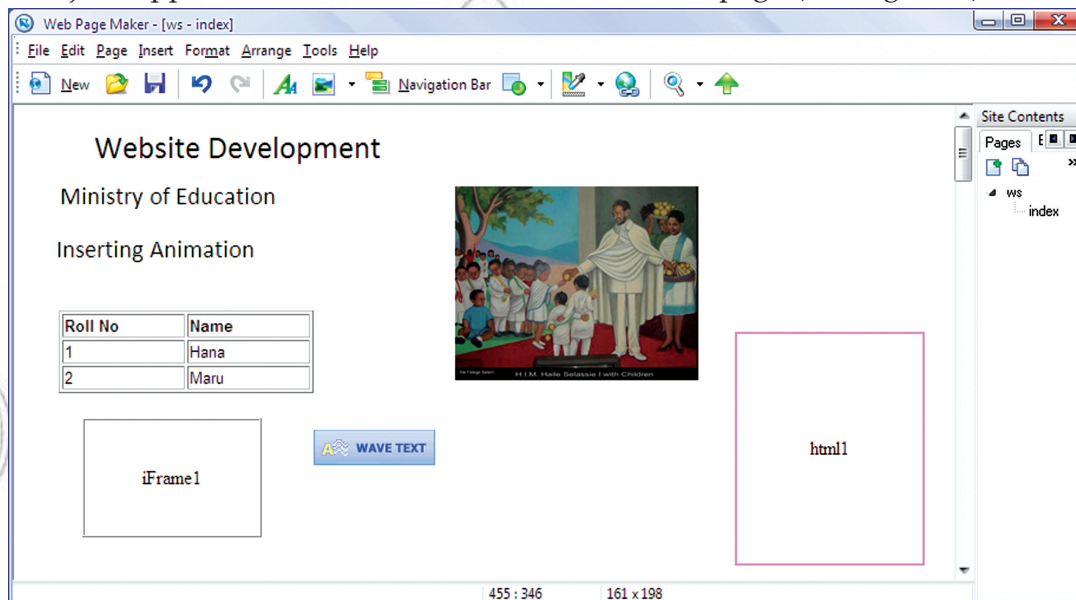 Web Page Maker - [ws - index]
File Edit Page Insert Format Arrange Tools Help
New Navigation Bar
Site Contents
Pages E
»
ws
index
Website Development
Ministry of Education
Inserting Animation
Roll No Name
1 Hana
2 Maru
H.I.M. Haile Selassie I with Children
iFrame1
WAVE TEXT
html1
455 : 346 161 x 198